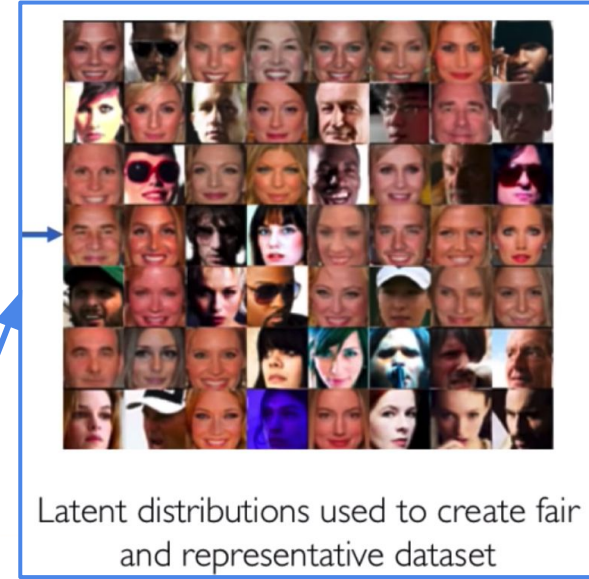 Latent distributions used to create fair
and representative dataset